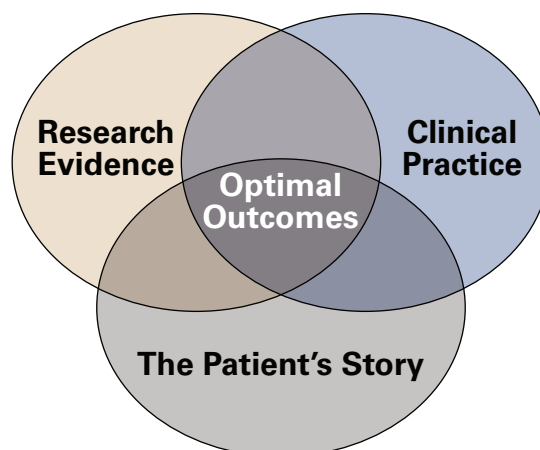 Research
Evidence
Clinical
Practice
Optimal
Outcomes
The Patient's Story